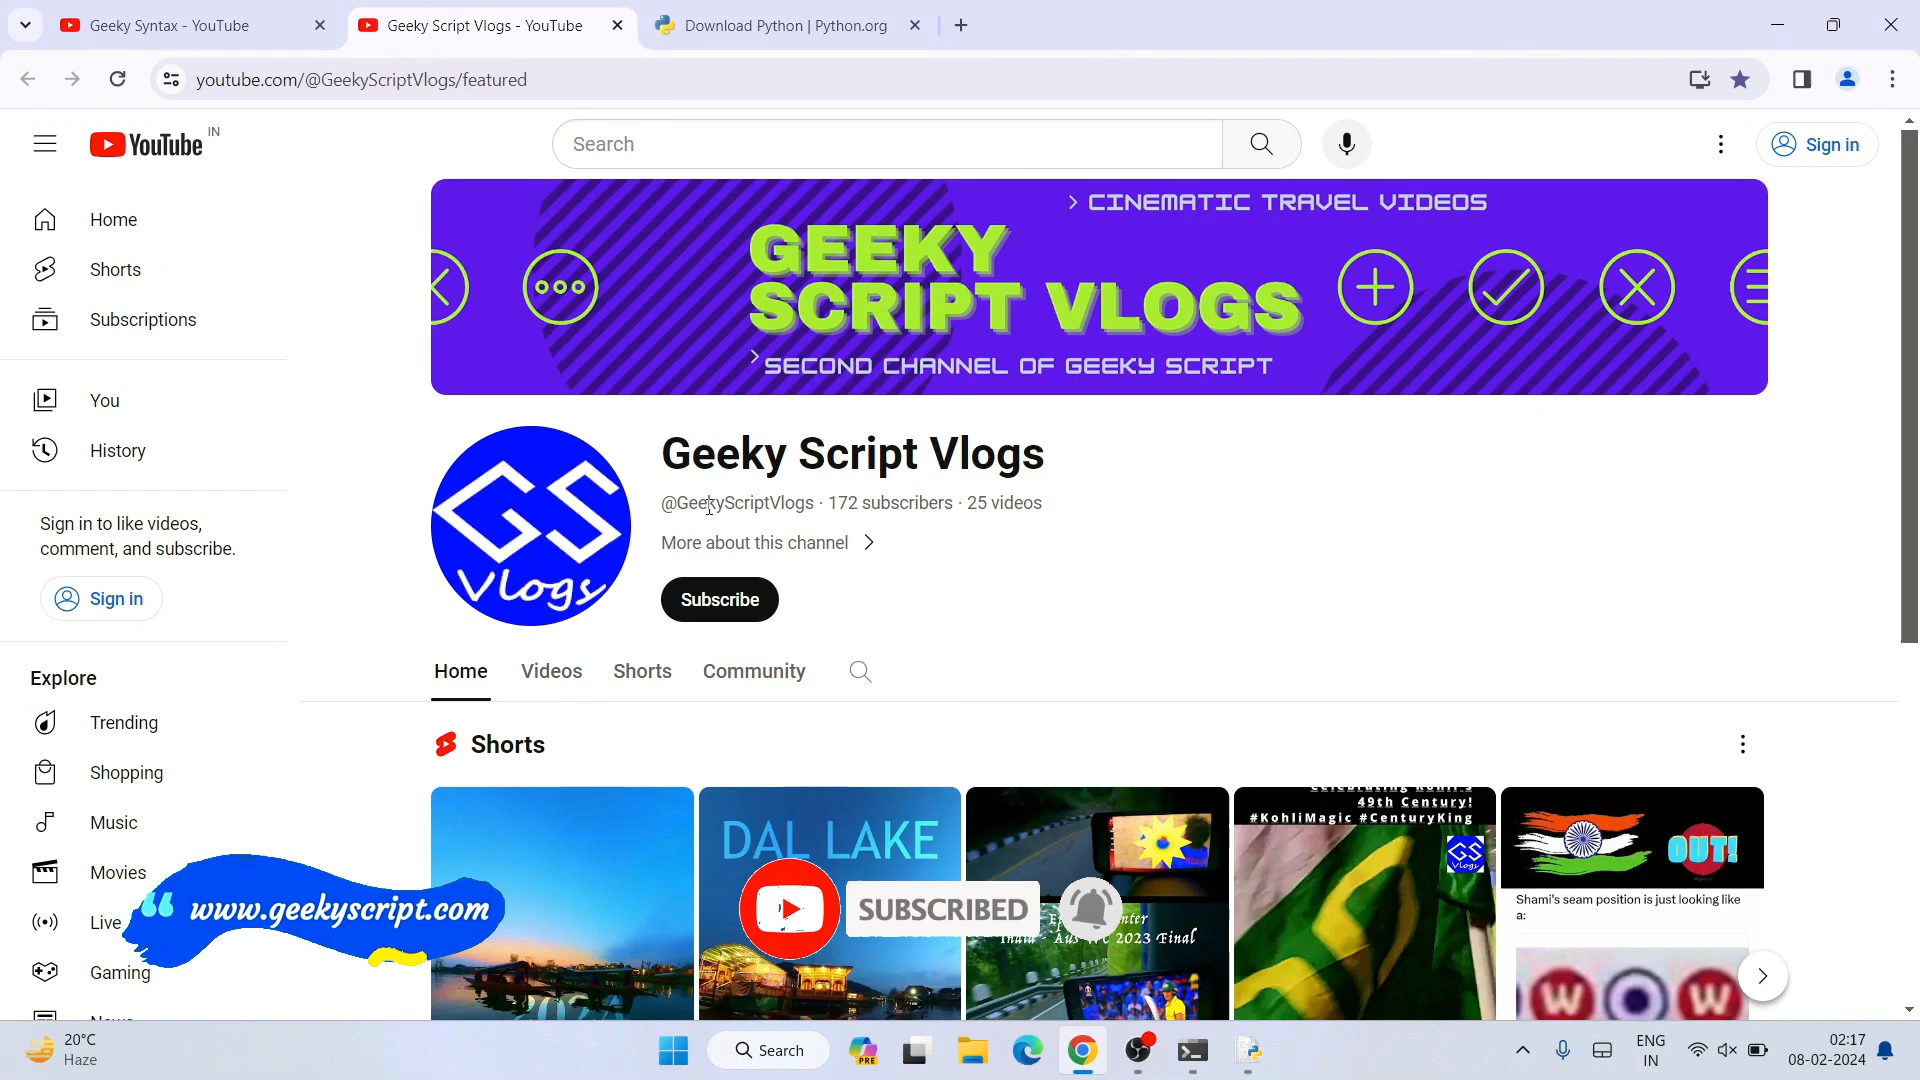 Geeky Syntax - YouTube
Geeky Script Vlogs - YouTube
Download Python | Python.org
youtube.com/@GeekyScriptVlogs/featured
YouTube IN
Search
Sign in
Home
Shorts
Subscriptions
You
History
Sign in to like videos,
comment, and subscribe.
Sign in
Explore
Trending
Shopping
Music
Movies
Live
Gaming
> CINEMATIC TRAVEL VIDEOS
GEEKY
SCRIPT VLOGS
> SECOND CHANNEL OF GEEKY SCRIPT
GS
Vlogs
Geeky Script Vlogs
@GeekyScriptVlogs · 172 subscribers · 25 videos
More about this channel
Subscribe
Home
Videos
Shorts
Community
Shorts
DAL LAKE
49th Century!
#KohliMagic #CenturyKing
GS
Vlogs
OUT!
Shami's seam position is just looking like
a:
W W
2023 Final
www.geekyscript.com
SUBSCRIBED
20°C
Haze
Search
PRE
ENG
IN
02:17
08-02-2024